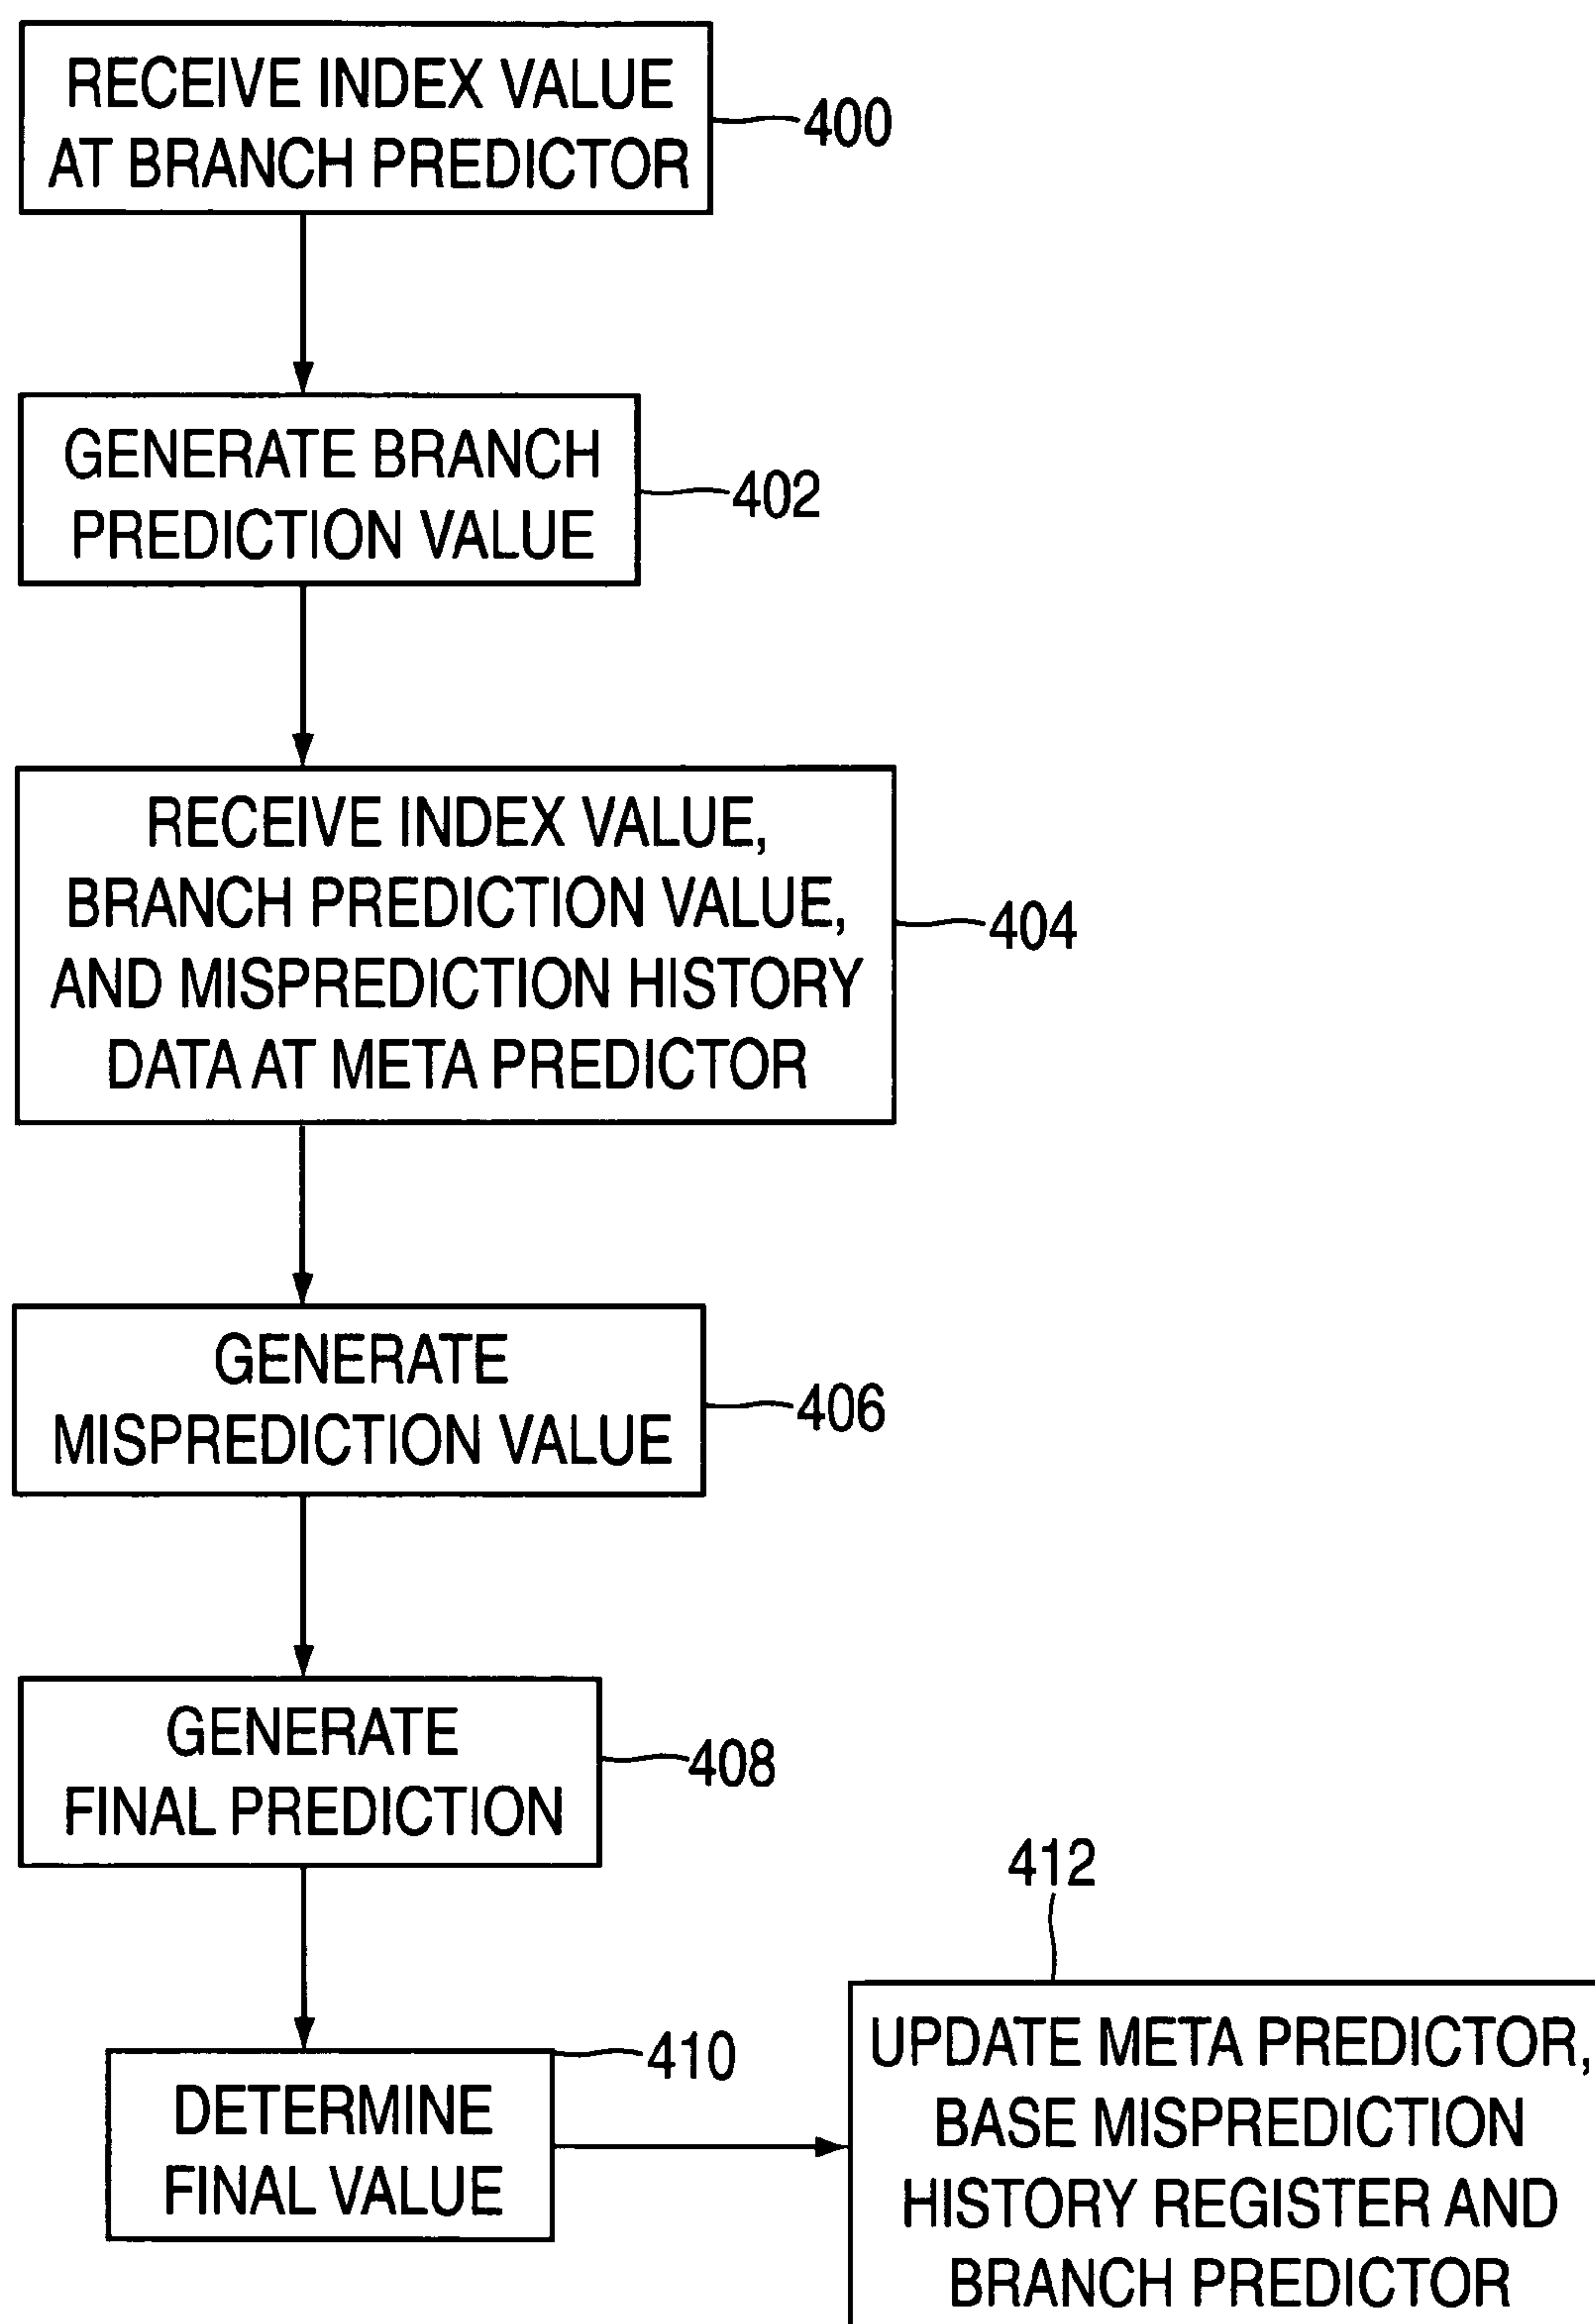 RECEIVE INDEX VALUE
AT BRANCH PREDICTOR
400
GENERATE BRANCH
PREDICTION VALUE
402
RECEIVE INDEX VALUE,
BRANCH PREDICTION VALUE,
AND MISPREDICTION HISTORY
DATA AT META PREDICTOR
404
GENERATE
MISPREDICTION VALUE
406
GENERATE
FINAL PREDICTION
408
DETERMINE
FINAL VALUE
410
412
UPDATE META PREDICTOR,
BASE MISPREDICTION
HISTORY REGISTER AND
BRANCH PREDICTOR